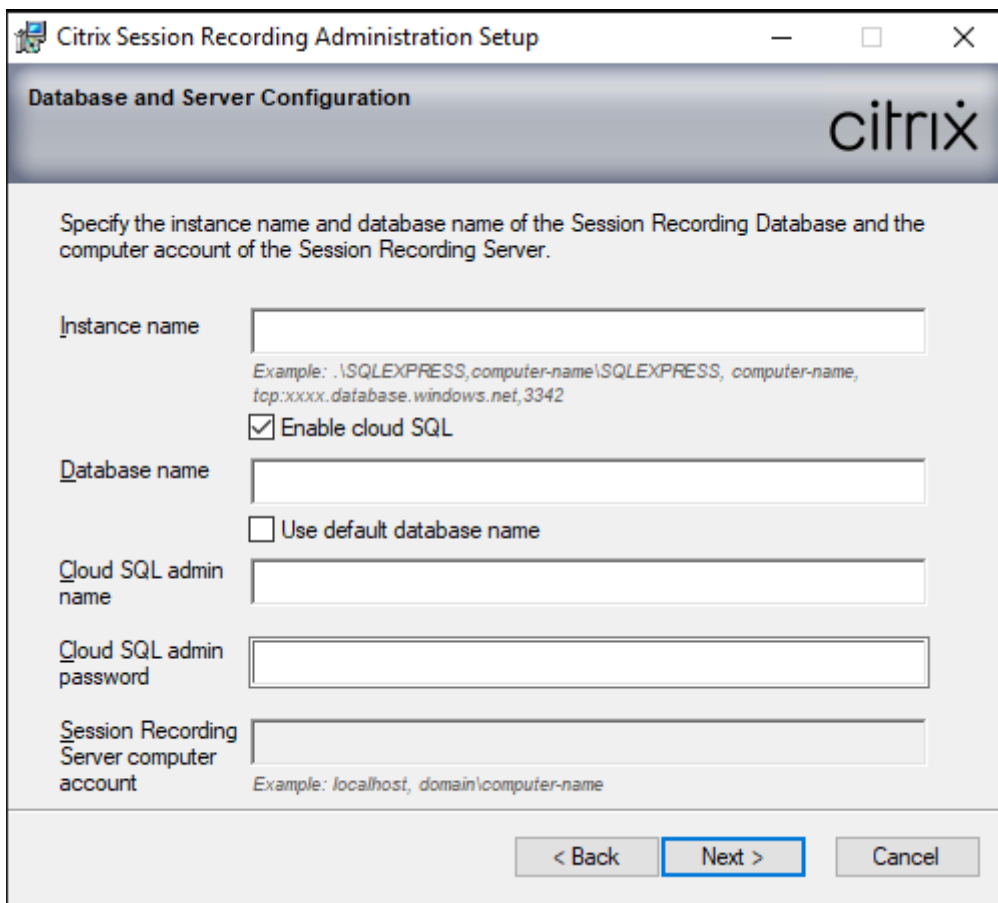 Citrix Session Recording Administration Setup
Database and Server Configuration
citrix
Specify the instance name and database name of the Session Recording Database and the
computer account of the Session Recording Server.
Instance name
Example: .\SQLEXPRESS,computer-name\SQLEXPRESS, computer-name,
tcp:xxxx.database.windows.net,3342
Enable cloud SQL
Database name
Use default database name
Cloud SQL admin
name
Cloud SQL admin
password
Session Recording
Server computer
account
Example: localhost, domain\computer-name
< Back
Next >
Cancel